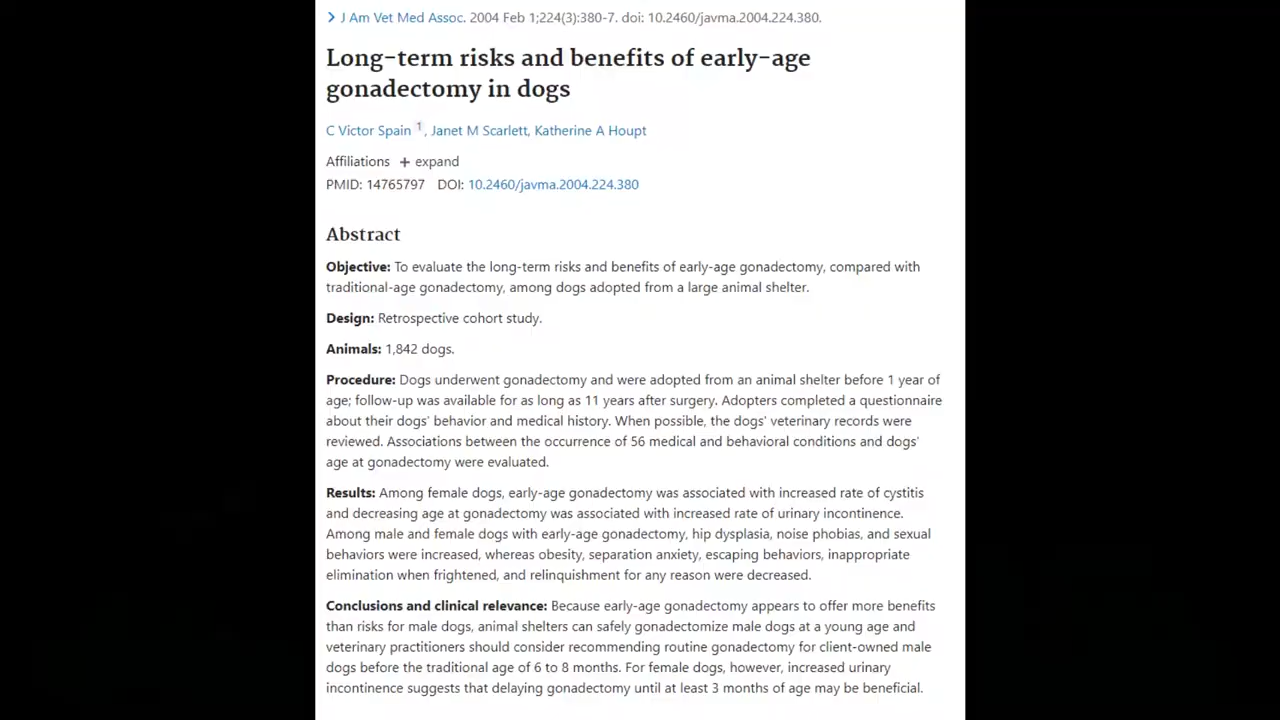 J Am Vet Med Assoc. 2004 Feb 1;224(3):380-7. doi: 10.2460/javma.2004.224.380.
Long-term risks and benefits of early-age
gonadectomy in dogs
C Victor Spain 1, Janet M Scarlett, Katherine A Houpt
Affiliations + expand
PMID: 14765797 DOI: 10.2460/javma.2004.224.380
Abstract
Objective: To evaluate the long-term risks and benefits of early-age gonadectomy, compared with
traditional-age gonadectomy, among dogs adopted from a large animal shelter.
Design: Retrospective cohort study.
Animals: 1,842 dogs.
Procedure: Dogs underwent gonadectomy and were adopted from an animal shelter before 1 year of
age; follow-up was available for as long as 11 years after surgery. Adopters completed a questionnaire
about their dogs' behavior and medical history. When possible, the dogs' veterinary records were
reviewed. Associations between the occurrence of 56 medical and behavioral conditions and dogs'
age at gonadectomy were evaluated.
Results: Among female dogs, early-age gonadectomy was associated with increased rate of cystitis
and decreasing age at gonadectomy was associated with increased rate of urinary incontinence.
Among male and female dogs with early-age gonadectomy, hip dysplasia, noise phobias, and sexual
behaviors were increased, whereas obesity, separation anxiety, escaping behaviors, inappropriate
elimination when frightened, and relinquishment for any reason were decreased.
Conclusions and clinical relevance: Because early-age gonadectomy appears to offer more benefits
than risks for male dogs, animal shelters can safely gonadectomize male dogs at a young age and
veterinary practitioners should consider recommending routine gonadectomy for client-owned male
dogs before the traditional age of 6 to 8 months. For female dogs, however, increased urinary
incontinence suggests that delaying gonadectomy until at least 3 months of age may be beneficial.